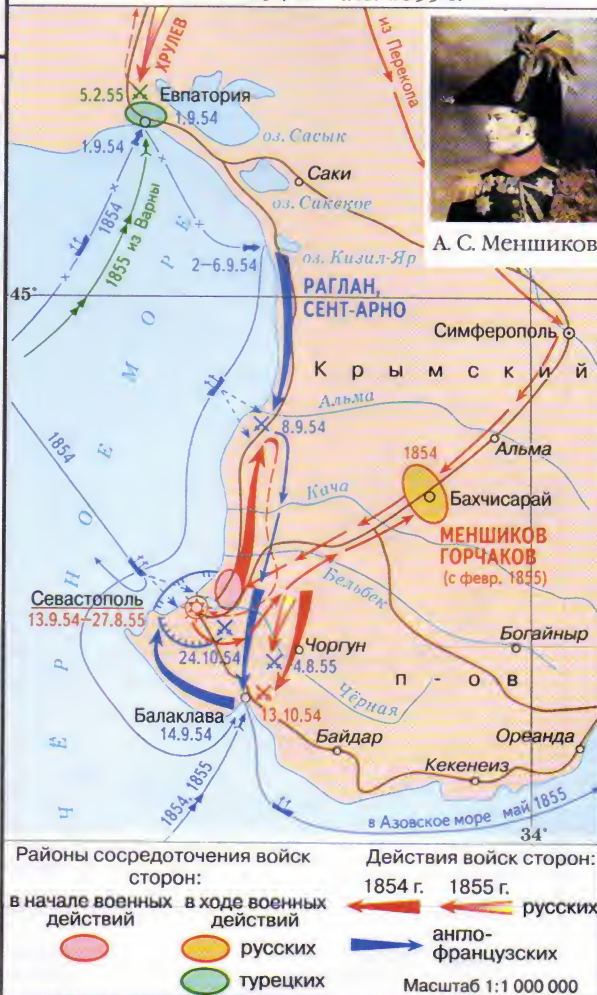 ХРУЛЕВ
из Перекопа
5.2.55
Евпатория
1.9.54
1.9.54
оз. Сасык
Саки
оз. Сакское
А. С. Меншиков
1854
1855 из Варны
2–6.9.54
оз. Кизил-Яр
РАГЛАН,
СЕНТ-АРНО
45°
Симферополь
Крымский
Альма
8.9.54
Альма
1854
1854
Бахчисарай
Кача
МЕНШИКОВ
ГОРЧАКОВ
(с февр. 1855)
Бельбек
Севастополь
13.9.54–27.8.55
24.10.54
Чоргун
4.8.55
Богайныр
п-ов
Чёрная
Балаклава
14.9.54
13.10.54
Байдар
Ореанда
Кекенеиз
1854, 1855
в Азовское море май 1855
34°
ЧЕРНОЕ МОРЕ
Районы сосредоточения войск
сторон:
в начале военных
действий
в ходе военных
действий
русских
турецких
Действия войск сторон:
1854 г. 1855 г.
русских
англо-
французских
Масштаб 1:1 000 000